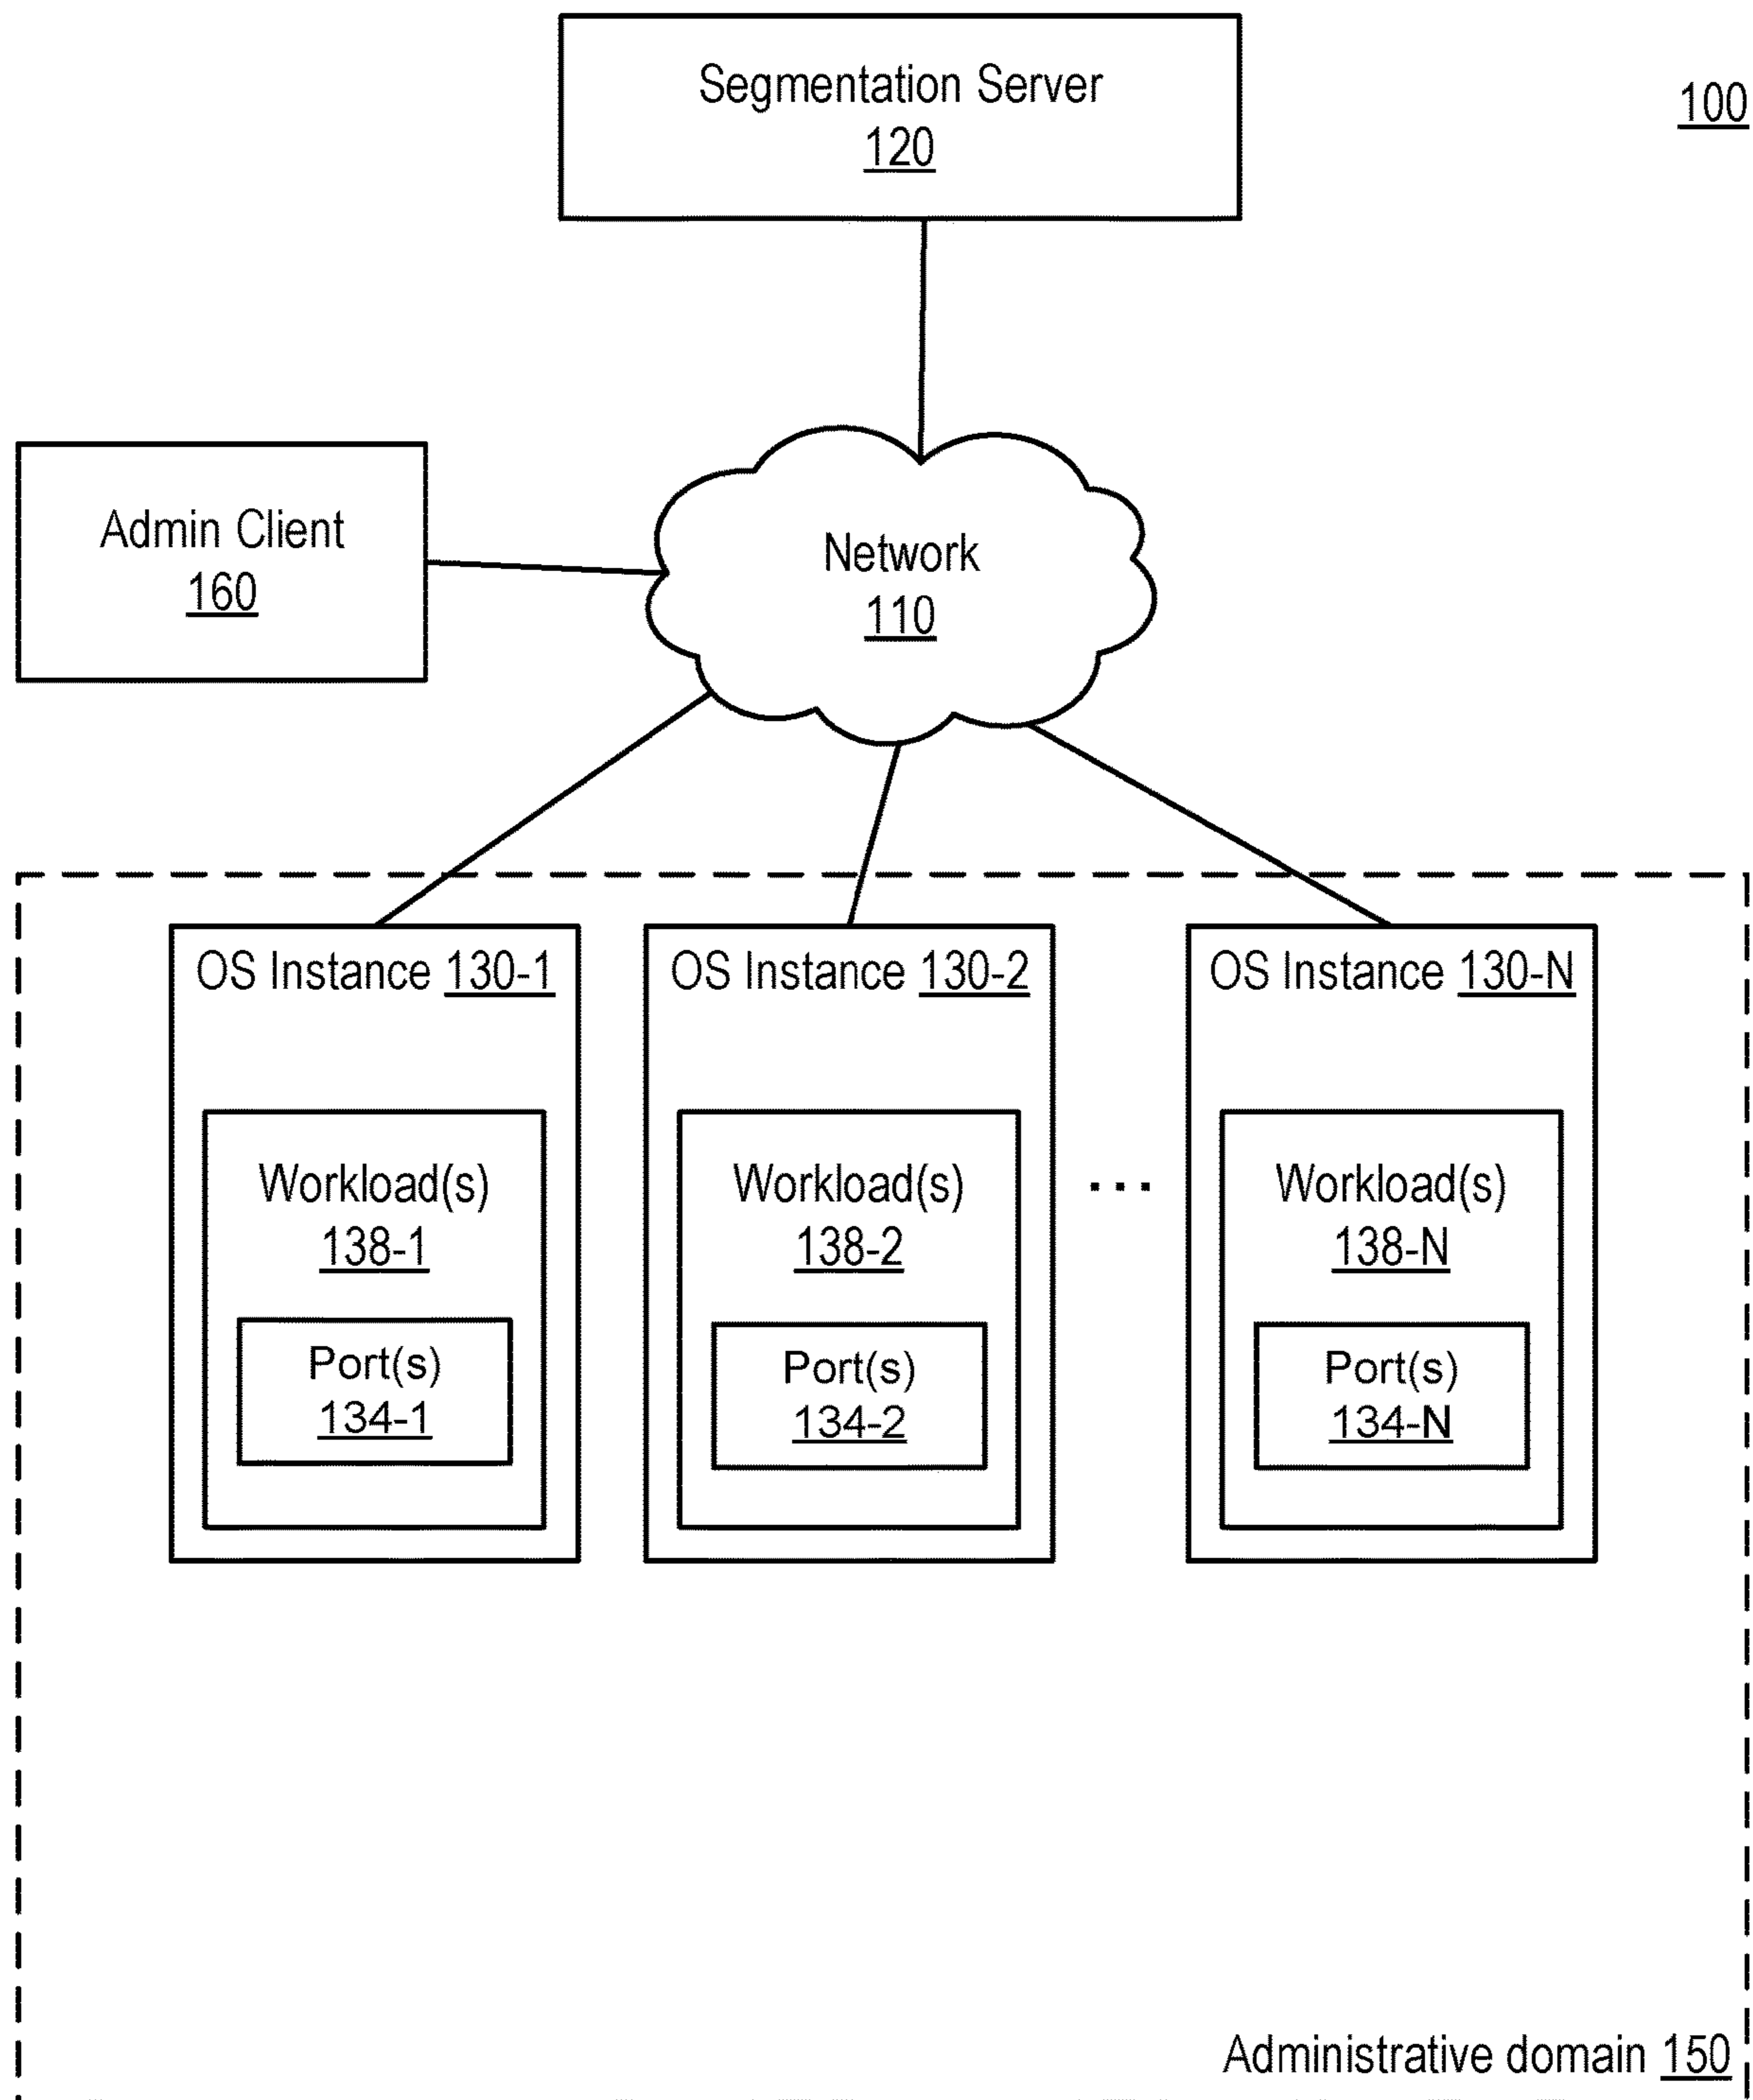 Segmentation Server
120
100
Admin Client
160
Network
110
OS Instance 130-1
Workload(s)
138-1
Port(s)
134-1
OS Instance 130-2
Workload(s)
138-2
Port(s)
134-2
...
OS Instance 130-N
Workload(s)
138-N
Port(s)
134-N
Administrative domain 150